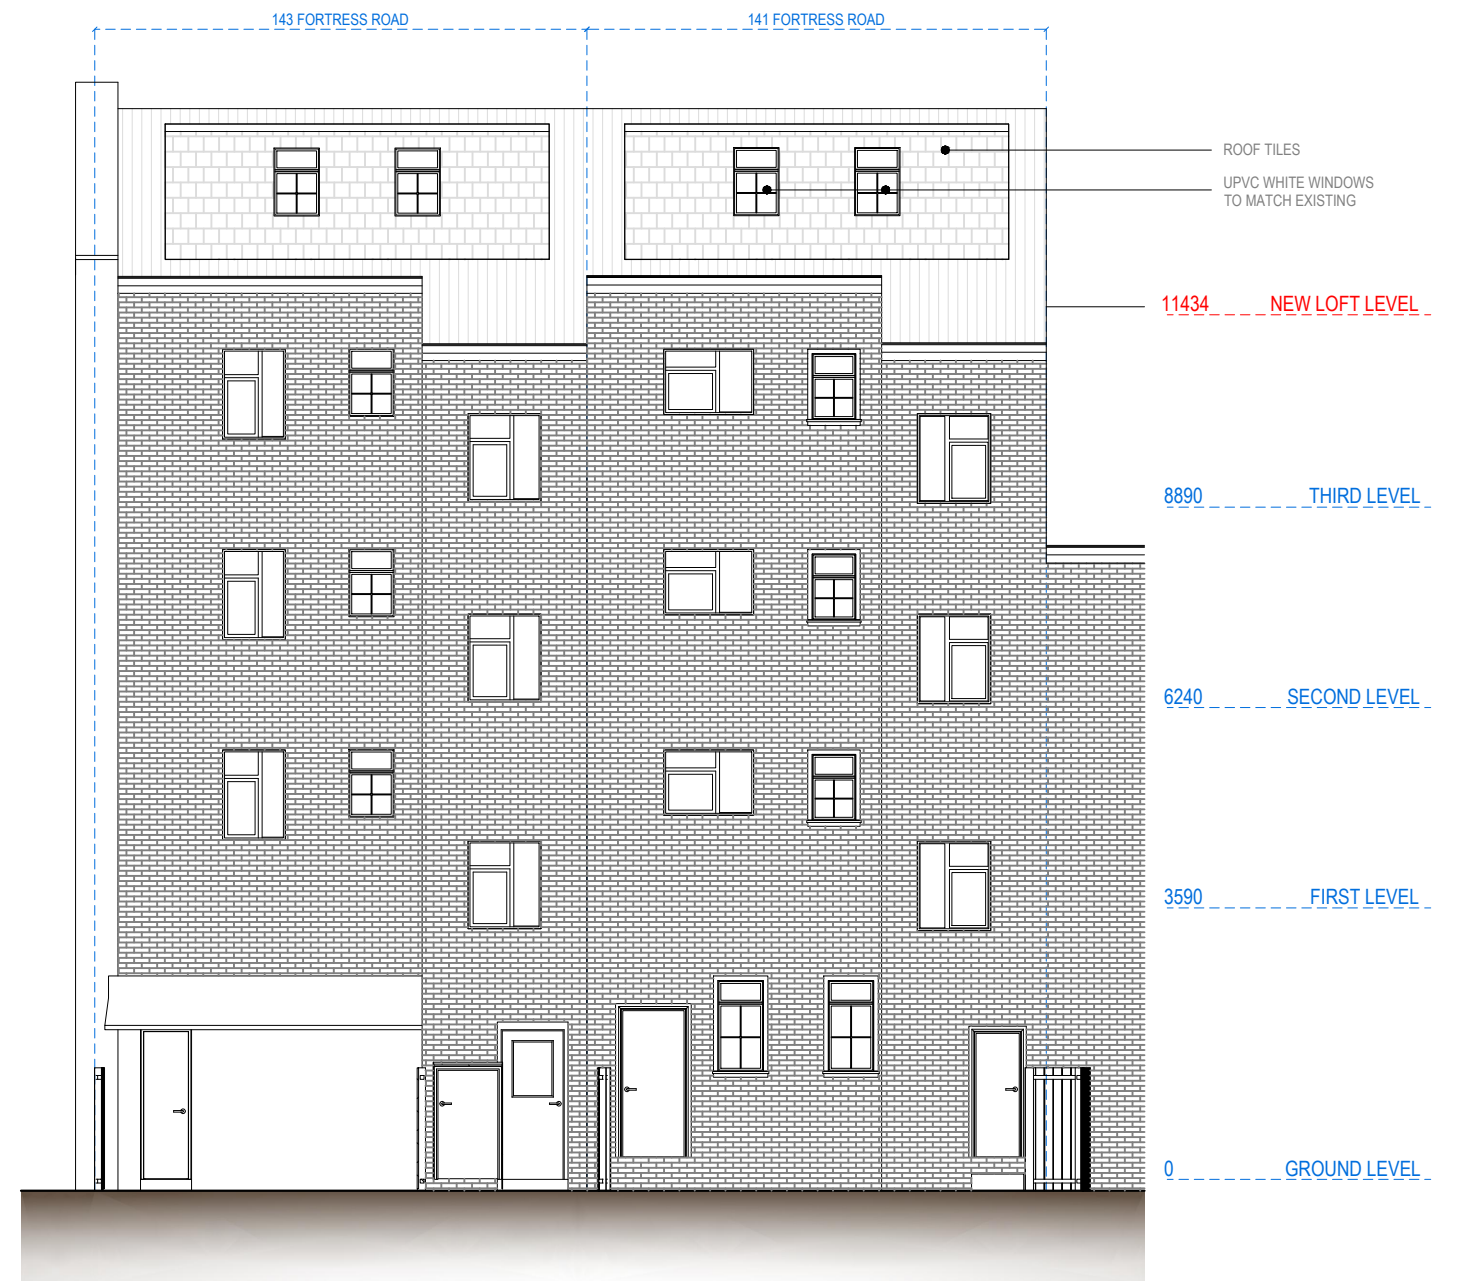 143 FORTRESS ROAD
141 FORTRESS ROAD
ROOF TILES
UPVC WHITE WINDOWS
TO MATCH EXISTING
11434 NEW LOFT LEVEL
8890 THIRD LEVEL
6240 SECOND LEVEL
3590 FIRST LEVEL
0 GROUND LEVEL